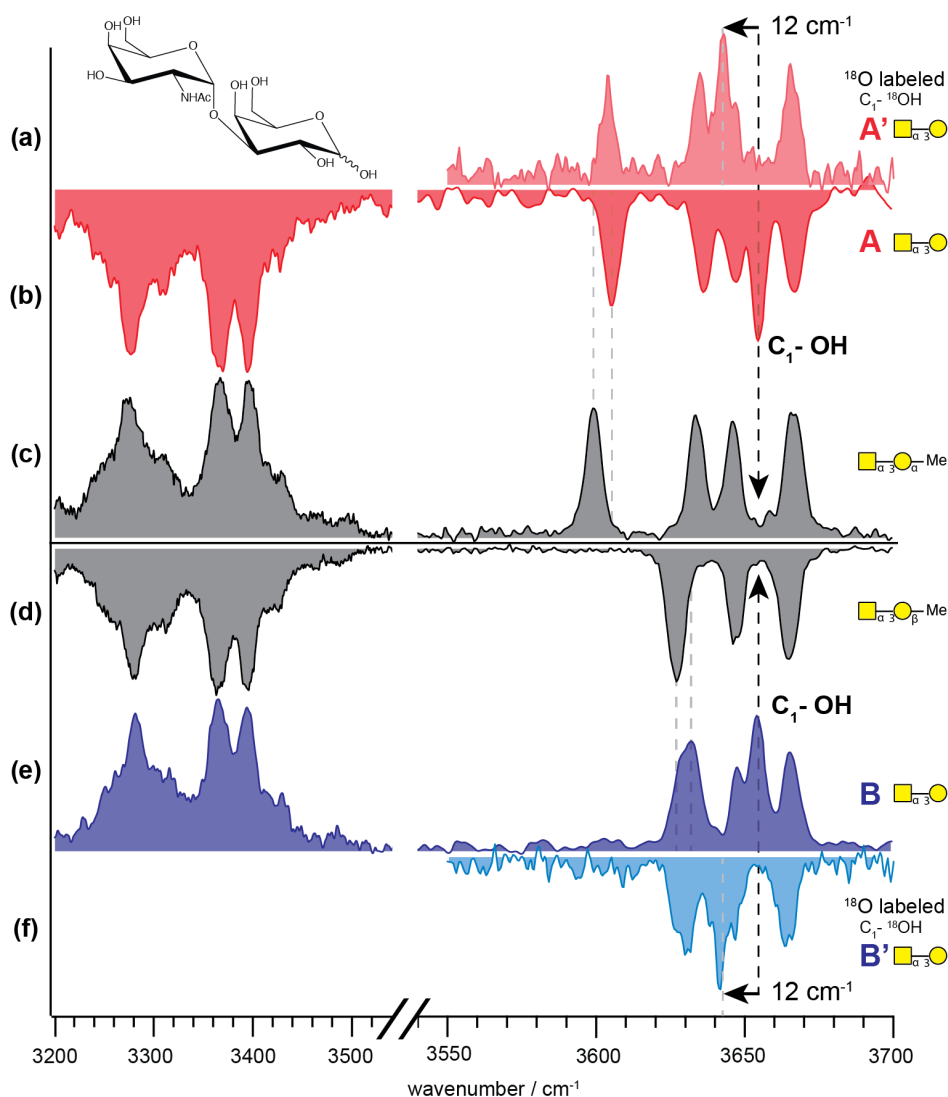 OH
OH
O
HO
NHAc
O
OH
OH
O
OH
OH
12 cm⁻¹
¹⁸O labeled
C₁- ¹⁸OH
(a)
A'
α 3
A
α 3
(b)
C₁- OH
(c)
α 3 α Me
(d)
α 3 β Me
C₁- OH
(e)
B
α 3
(f)
¹⁸O labeled
C₁- ¹⁸OH
B'
α 3
12 cm⁻¹
3200 3300 3400 3500 3550 3600 3650 3700
wavenumber / cm⁻¹